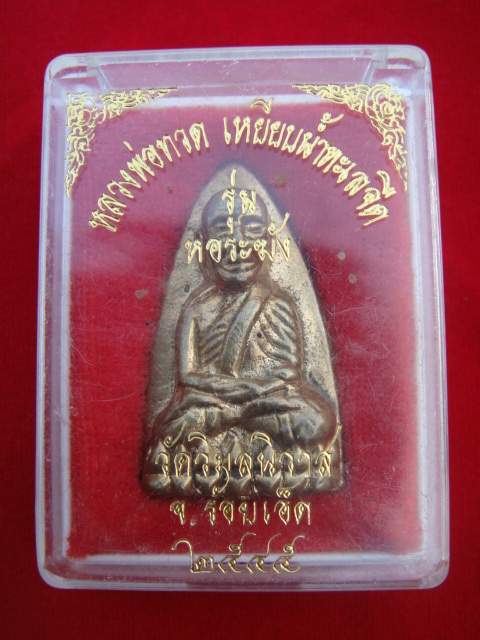 หลวงพ่อทวด เหยียบน้ำทะเลจืด
รุ่น
หอระฆัง
วัดวิมลนิวาส
จ.ร้อยเอ็ด
๒๕๔๕